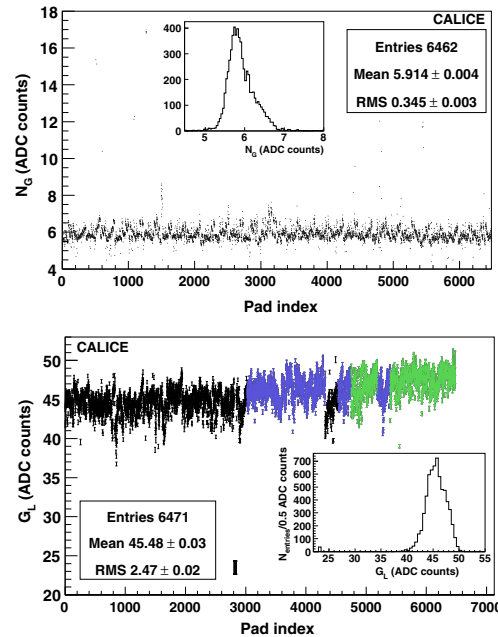 CALICE
Entries 6462
Mean 5.914 ± 0.004
RMS 0.345 ± 0.003
N_G (ADC counts)
18
16
14
12
10
8
6
4
400
300
200
100
0
5 6 7 8
N_G (ADC counts)
0 1000 2000 3000 4000 5000 6000
Pad index
CALICE
G_L (ADC counts)
55
50
45
40
35
30
25
20
Entries 6471
Mean 45.48 ± 0.03
RMS 2.47 ± 0.02
N_entries/0.5 ADC counts
700
600
500
400
300
200
100
0
25 30 35 40 45 50 55
G_L (ADC counts)
0 1000 2000 3000 4000 5000 6000 7000
Pad index